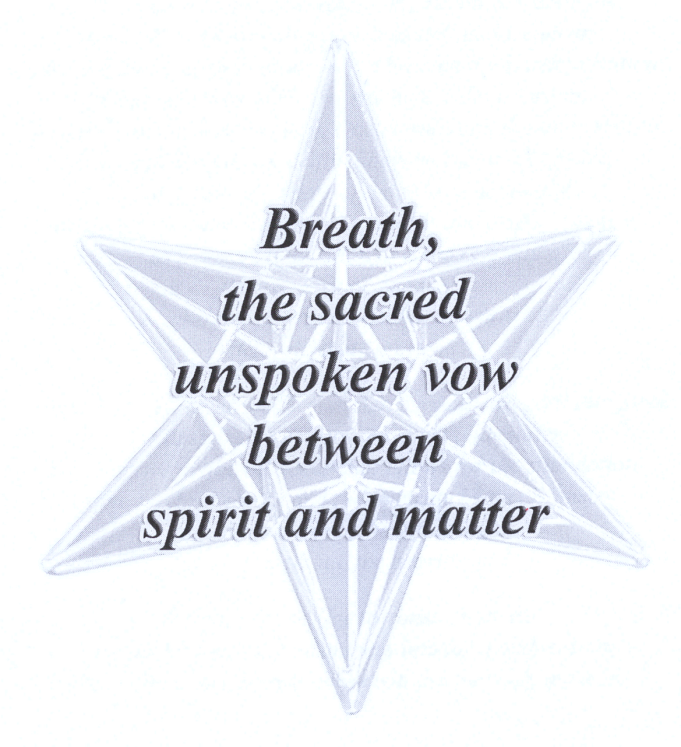 Breath,
the sacred
unspoken vow
between
spirit and matter